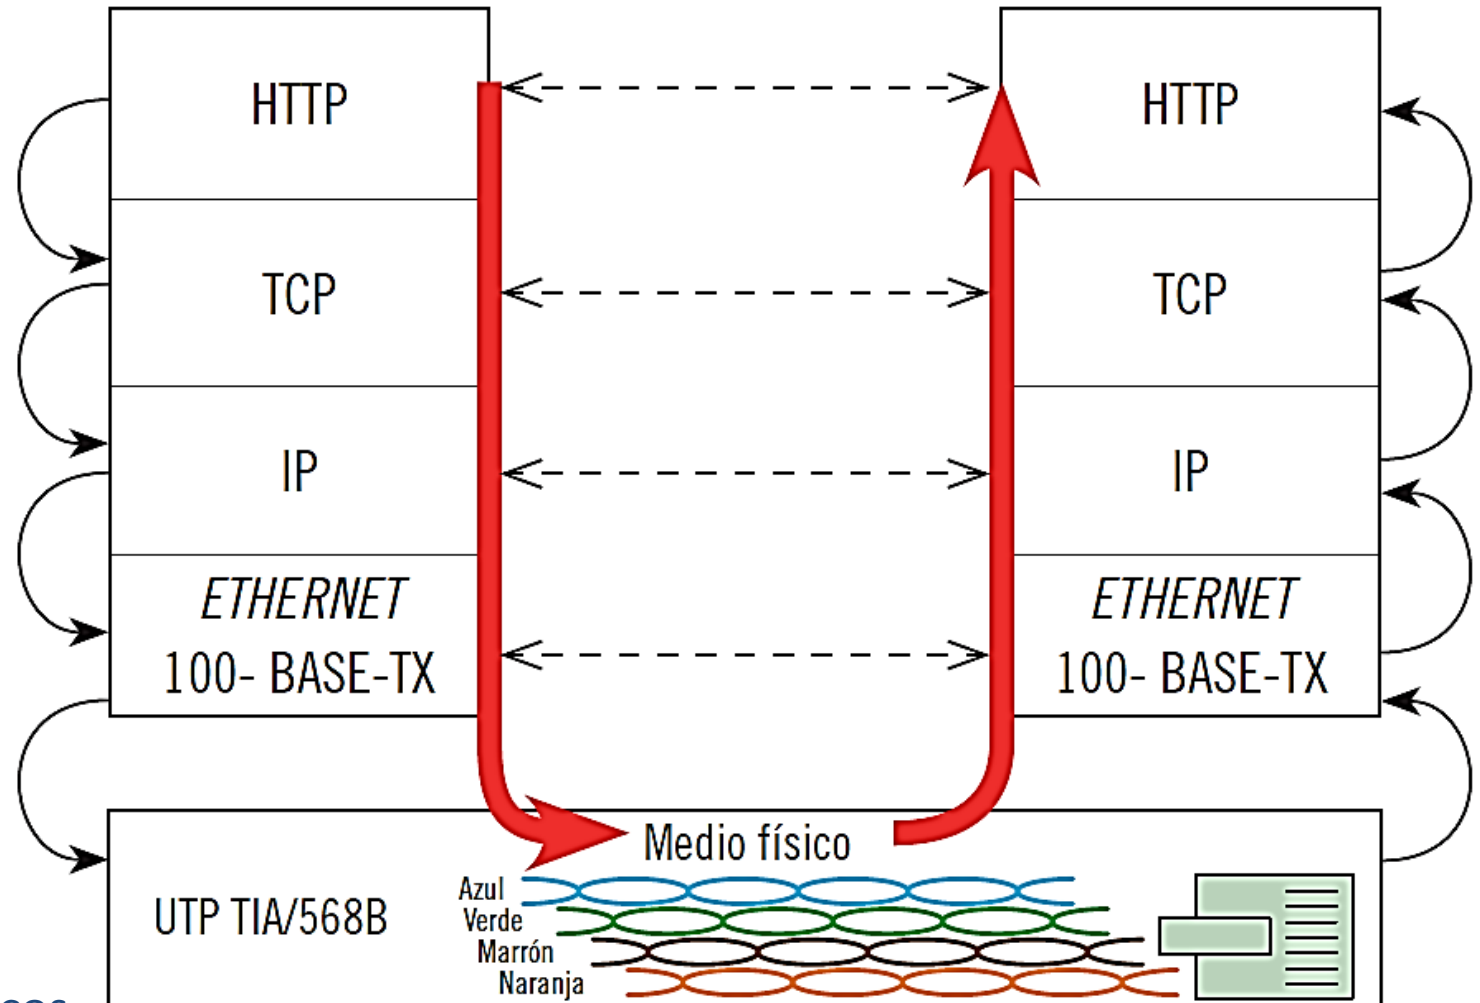 HTTP
HTTP
TCP
TCP
IP
IP
ETHERNET
100- BASE-TX
ETHERNET
100- BASE-TX
Medio físico
UTP TIA/568B
Azul
Verde
Marrón
Naranja